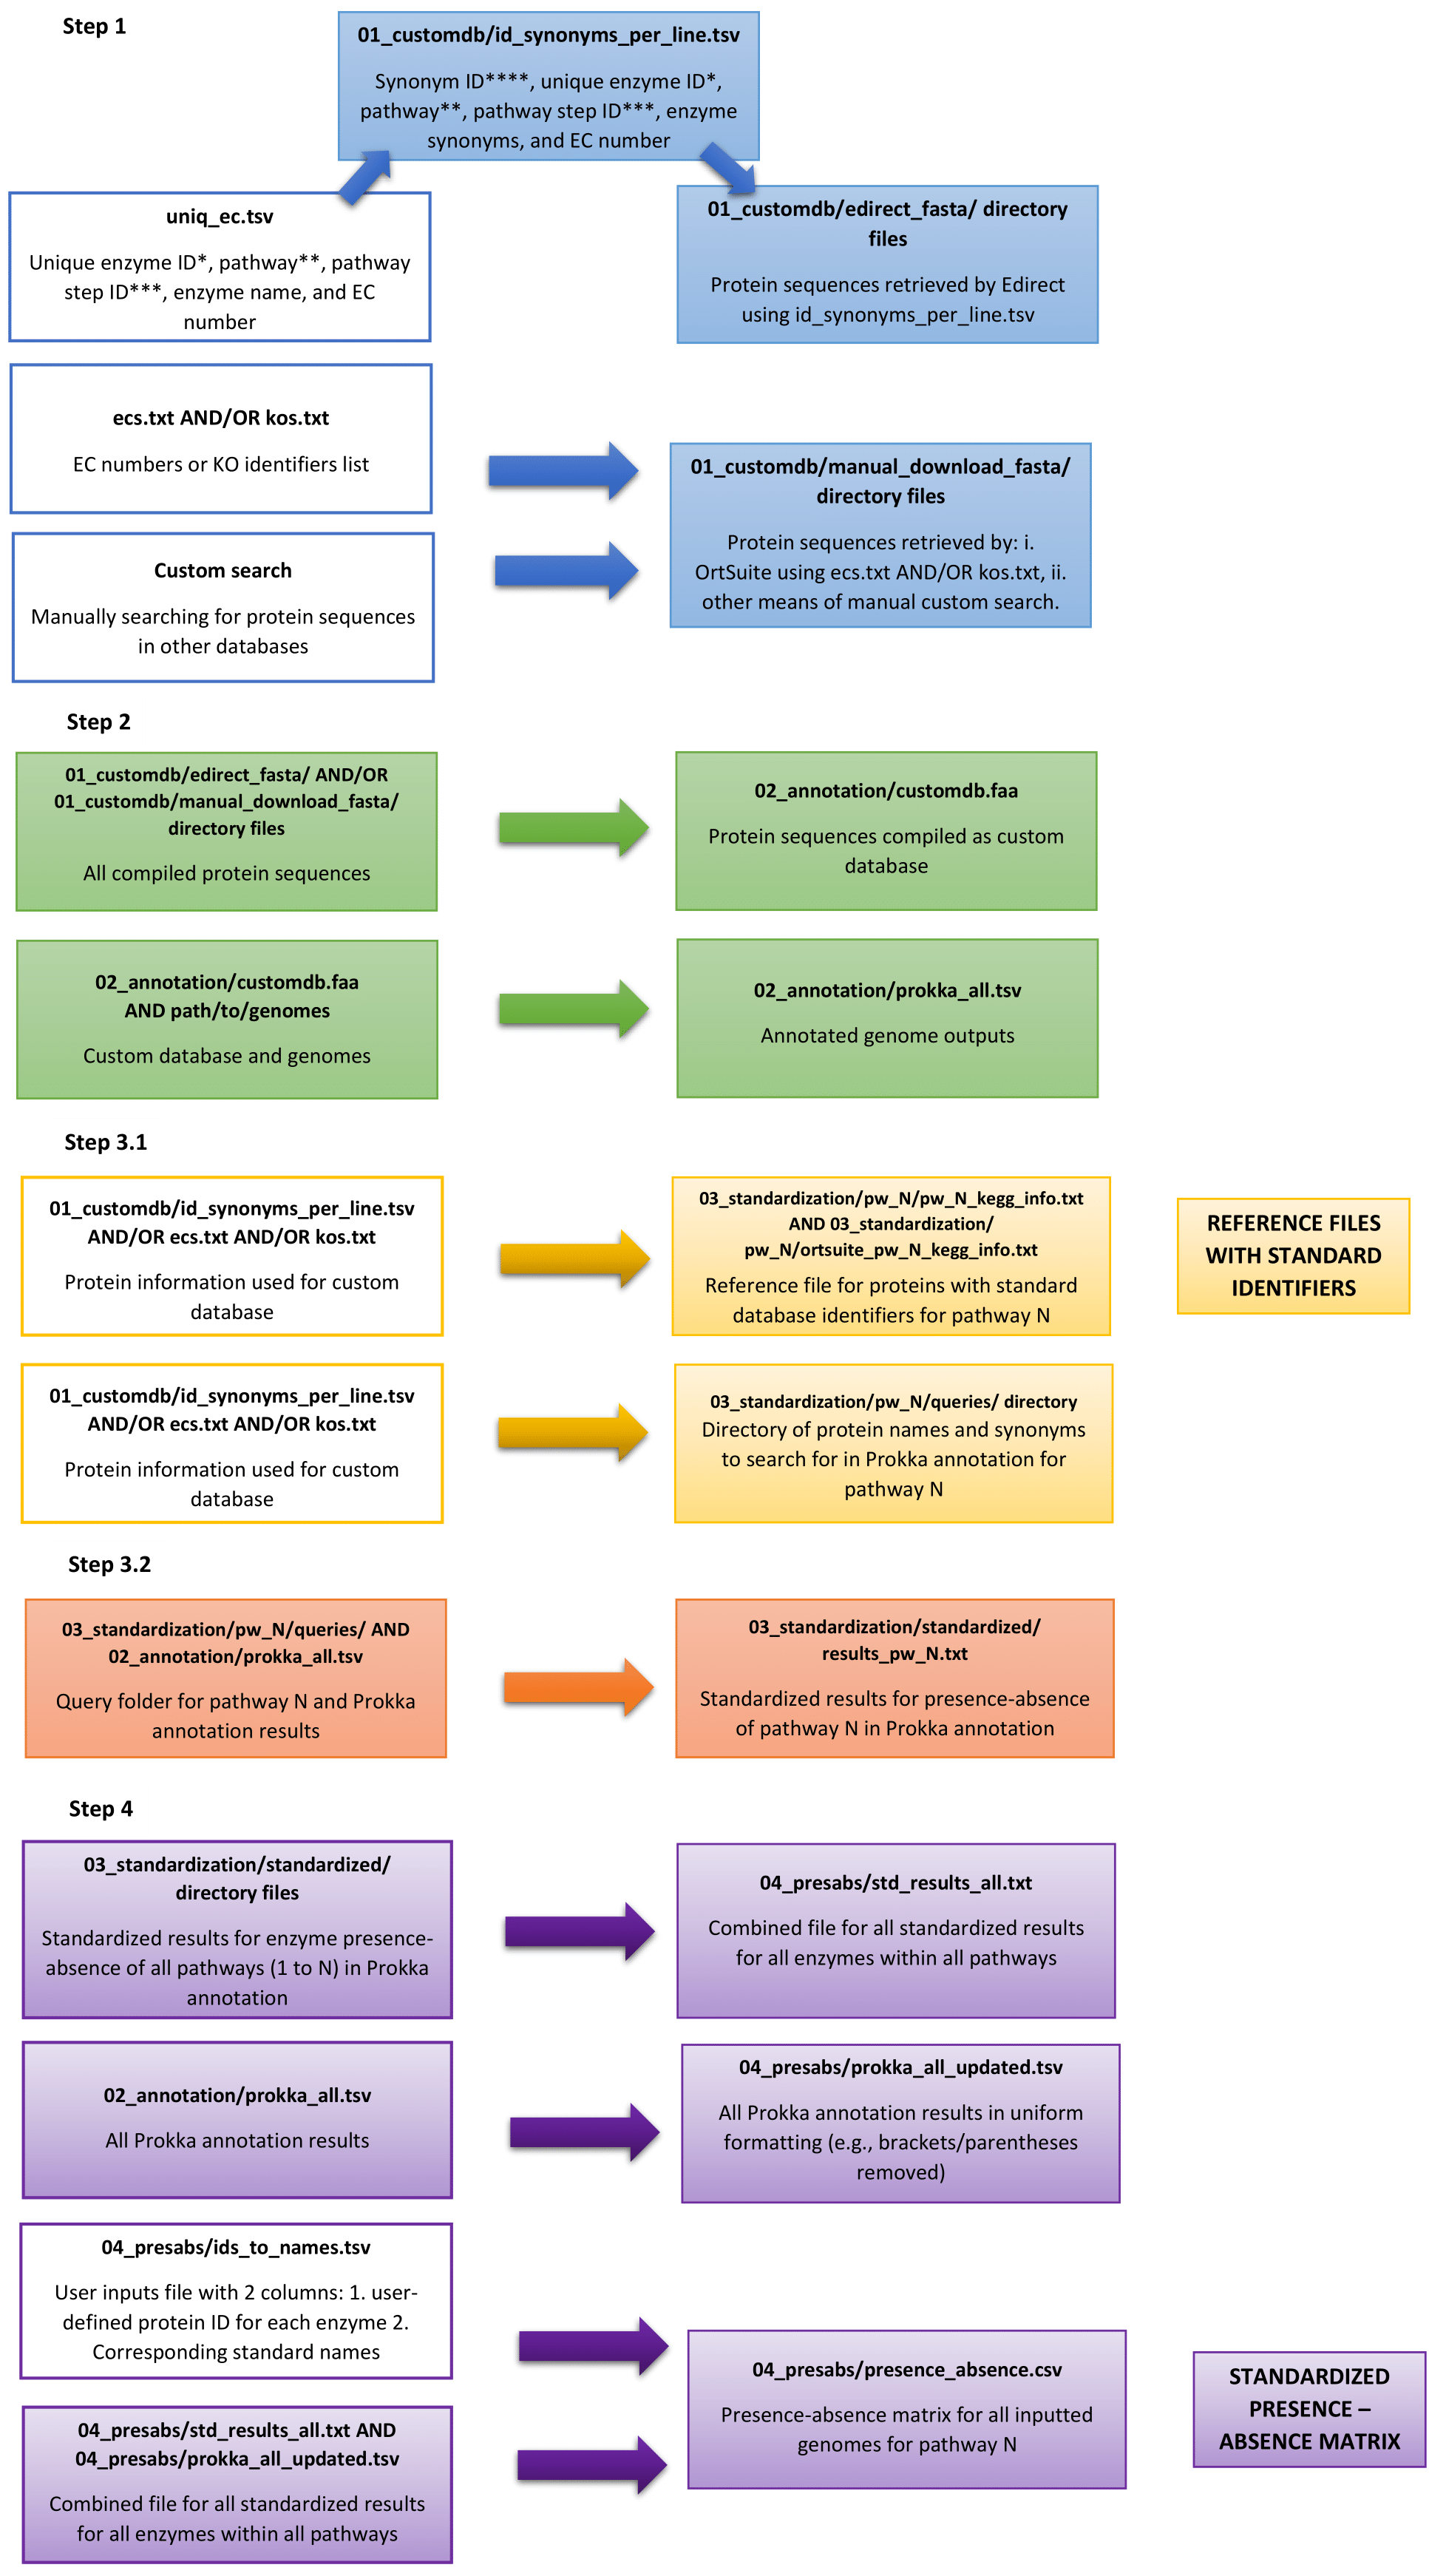 Step 1
01_customdb/id_synonyms_per_line.tsv
Synonym ID****, unique enzyme ID*,
pathway**, pathway step ID***, enzyme
synonyms, and EC number
uniq_ec.tsv
Unique enzyme ID*, pathway**, pathway
step ID***, enzyme name, and EC
number
01_customdb/edirect_fasta/ directory
files
Protein sequences retrieved by Edirect
using id_synonyms_per_line.tsv
ecs.txt AND/OR kos.txt
EC numbers or KO identifiers list
Custom search
Manually searching for protein sequences
in other databases
01_customdb/manual_download_fasta/
directory files
Protein sequences retrieved by: i.
OrtSuite using ecs.txt AND/OR kos.txt, ii.
other means of manual custom search.
Step 2
01_customdb/edirect_fasta/ AND/OR
01_customdb/manual_download_fasta/
directory files
All compiled protein sequences
02_annotation/customdb.faa
Protein sequences compiled as custom
database
02_annotation/customdb.faa
AND path/to/genomes
Custom database and genomes
02_annotation/prokka_all.tsv
Annotated genome outputs
Step 3.1
01_customdb/id_synonyms_per_line.tsv
AND/OR ecs.txt AND/OR kos.txt
Protein information used for custom
database
03_standardization/pw_N/pw_N_kegg_info.txt
AND 03_standardization/
pw_N/ortsuite_pw_N_kegg_info.txt
Reference file for proteins with standard
database identifiers for pathway N
REFERENCE FILES
WITH STANDARD
IDENTIFIERS
01_customdb/id_synonyms_per_line.tsv
AND/OR ecs.txt AND/OR kos.txt
Protein information used for custom
database
03_standardization/pw_N/queries/ directory
Directory of protein names and synonyms
to search for in Prokka annotation for
pathway N
Step 3.2
03_standardization/pw_N/queries/ AND
02_annotation/prokka_all.tsv
Query folder for pathway N and Prokka
annotation results
03_standardization/standardized/
results_pw_N.txt
Standardized results for presence-absence
of pathway N in Prokka annotation
Step 4
03_standardization/standardized/
directory files
Standardized results for enzyme presence-
absence of all pathways (1 to N) in Prokka
annotation
04_presabs/std_results_all.txt
Combined file for all standardized results
for all enzymes within all pathways
02_annotation/prokka_all.tsv
All Prokka annotation results
04_presabs/prokka_all_updated.tsv
All Prokka annotation results in uniform
formatting (e.g., brackets/parentheses
removed)
04_presabs/ids_to_names.tsv
User inputs file with 2 columns: 1. user-
defined protein ID for each enzyme 2.
Corresponding standard names
04_presabs/std_results_all.txt AND
04_presabs/prokka_all_updated.tsv
Combined file for all standardized results
for all enzymes within all pathways
04_presabs/presence_absence.csv
Presence-absence matrix for all inputted
genomes for pathway N
STANDARDIZED
PRESENCE –
ABSENCE MATRIX